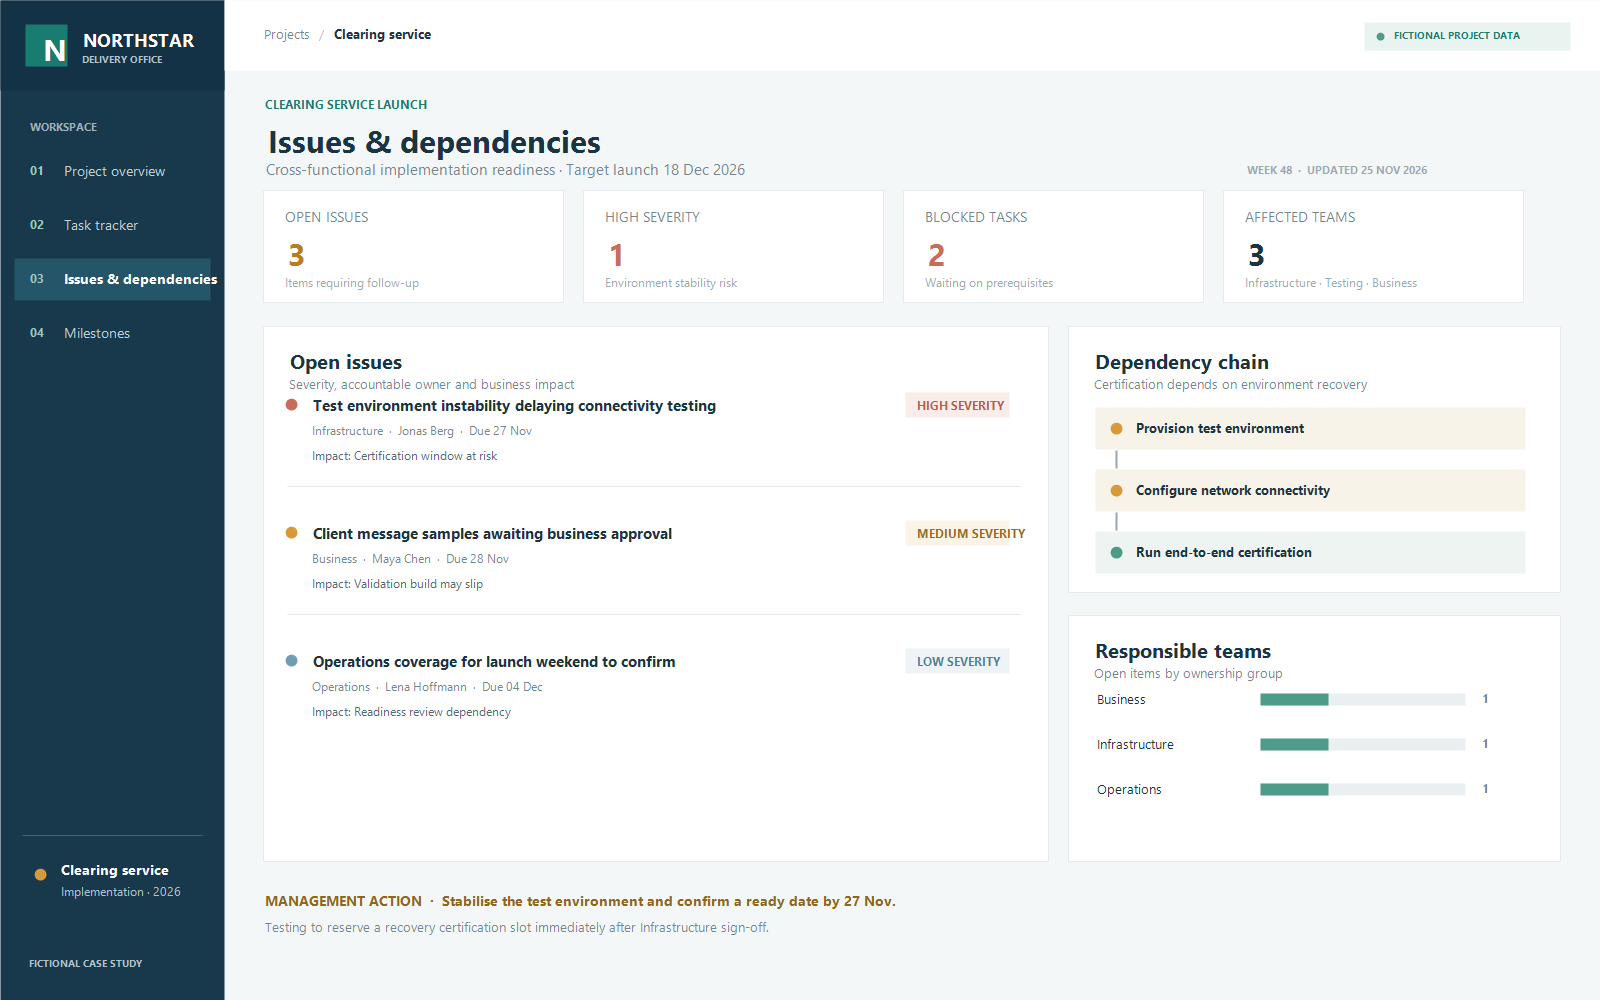 N
NORTHSTAR
DELIVERY OFFICE
WORKSPACE
01 Project overview
02 Task tracker
03 Issues & dependencies
04 Milestones
Clearing service
Implementation · 2026
FICTIONAL CASE STUDY
Projects / Clearing service
FICTIONAL PROJECT DATA
CLEARING SERVICE LAUNCH
Issues & dependencies
Cross-functional implementation readiness · Target launch 18 Dec 2026
WEEK 48 · UPDATED 25 NOV 2026
OPEN ISSUES
3
Items requiring follow-up
HIGH SEVERITY
1
Environment stability risk
BLOCKED TASKS
2
Waiting on prerequisites
AFFECTED TEAMS
3
Infrastructure · Testing · Business
Open issues
Severity, accountable owner and business impact
Test environment instability delaying connectivity testing
HIGH SEVERITY
Infrastructure · Jonas Berg · Due 27 Nov
Impact: Certification window at risk
Client message samples awaiting business approval
MEDIUM SEVERITY
Business · Maya Chen · Due 28 Nov
Impact: Validation build may slip
Operations coverage for launch weekend to confirm
LOW SEVERITY
Operations · Lena Hoffmann · Due 04 Dec
Impact: Readiness review dependency
Dependency chain
Certification depends on environment recovery
Provision test environment
Configure network connectivity
Run end-to-end certification
Responsible teams
Open items by ownership group
Business 1
Infrastructure 1
Operations 1
MANAGEMENT ACTION · Stabilise the test environment and confirm a ready date by 27 Nov.
Testing to reserve a recovery certification slot immediately after Infrastructure sign-off.